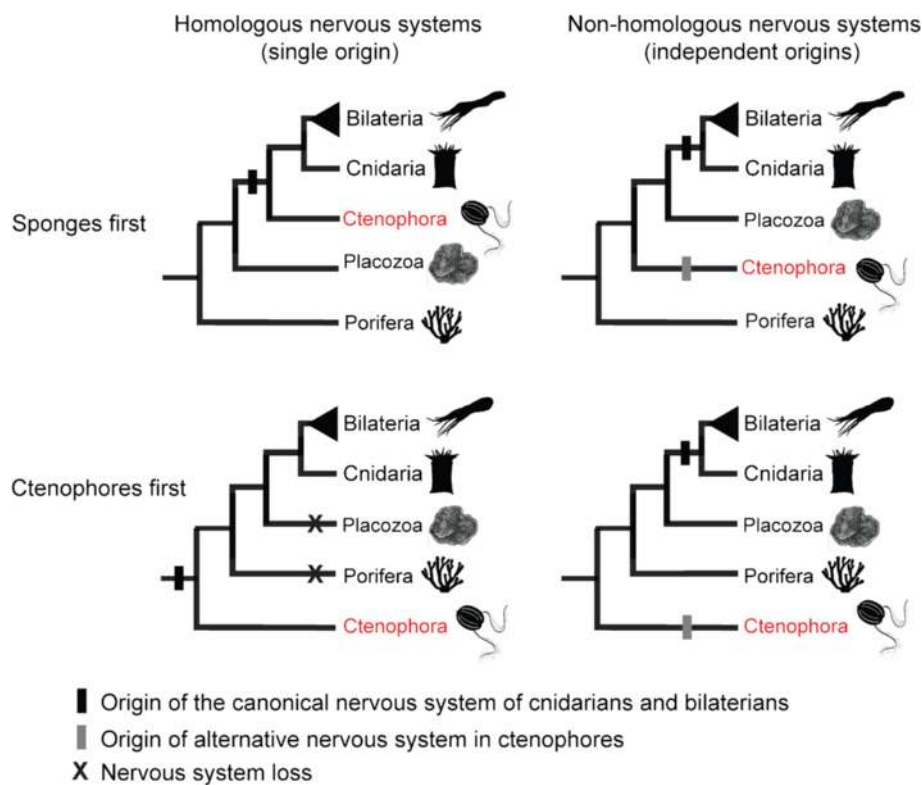 Homologous nervous systems
(single origin)
Non-homologous nervous systems
(independent origins)
Sponges first
Bilateria
Cnidaria
Ctenophora
Placozoa
Porifera
Bilateria
Cnidaria
Placozoa
Ctenophora
Porifera
Ctenophores first
Bilateria
Cnidaria
X Placozoa
X Porifera
Ctenophora
Bilateria
Cnidaria
Placozoa
Porifera
Ctenophora
Origin of the canonical nervous system of cnidarians and bilaterians
Origin of alternative nervous system in ctenophores
X Nervous system loss